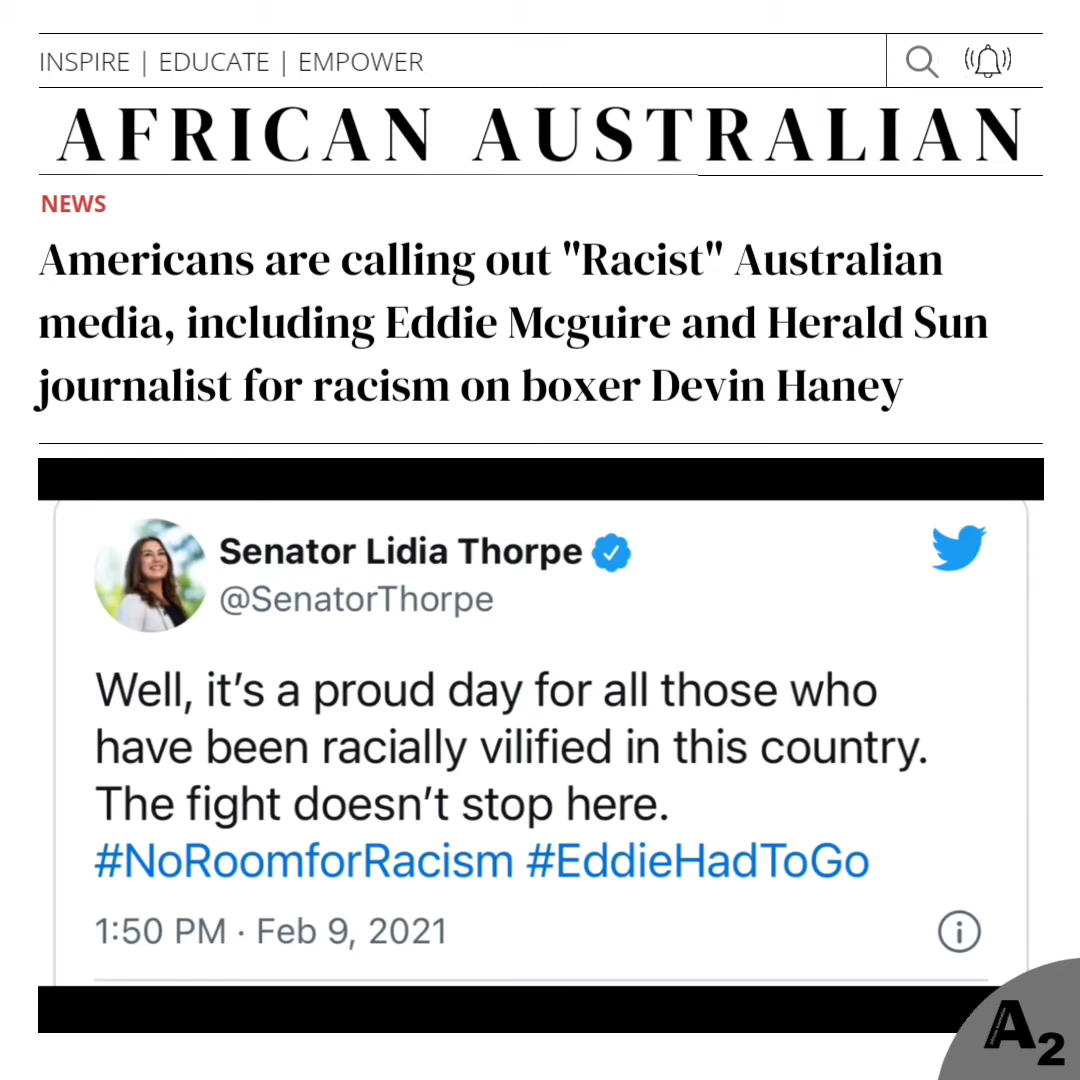 INSPIRE | EDUCATE | EMPOWER
AFRICAN AUSTRALIAN
NEWS
Americans are calling out "Racist" Australian
media, including Eddie Mcguire and Herald Sun
journalist for racism on boxer Devin Haney
Senator Lidia Thorpe
@SenatorThorpe
Well, it’s a proud day for all those who
have been racially vilified in this country.
The fight doesn’t stop here.
#NoRoomforRacism #EddieHadToGo
1:50 PM · Feb 9, 2021
A2